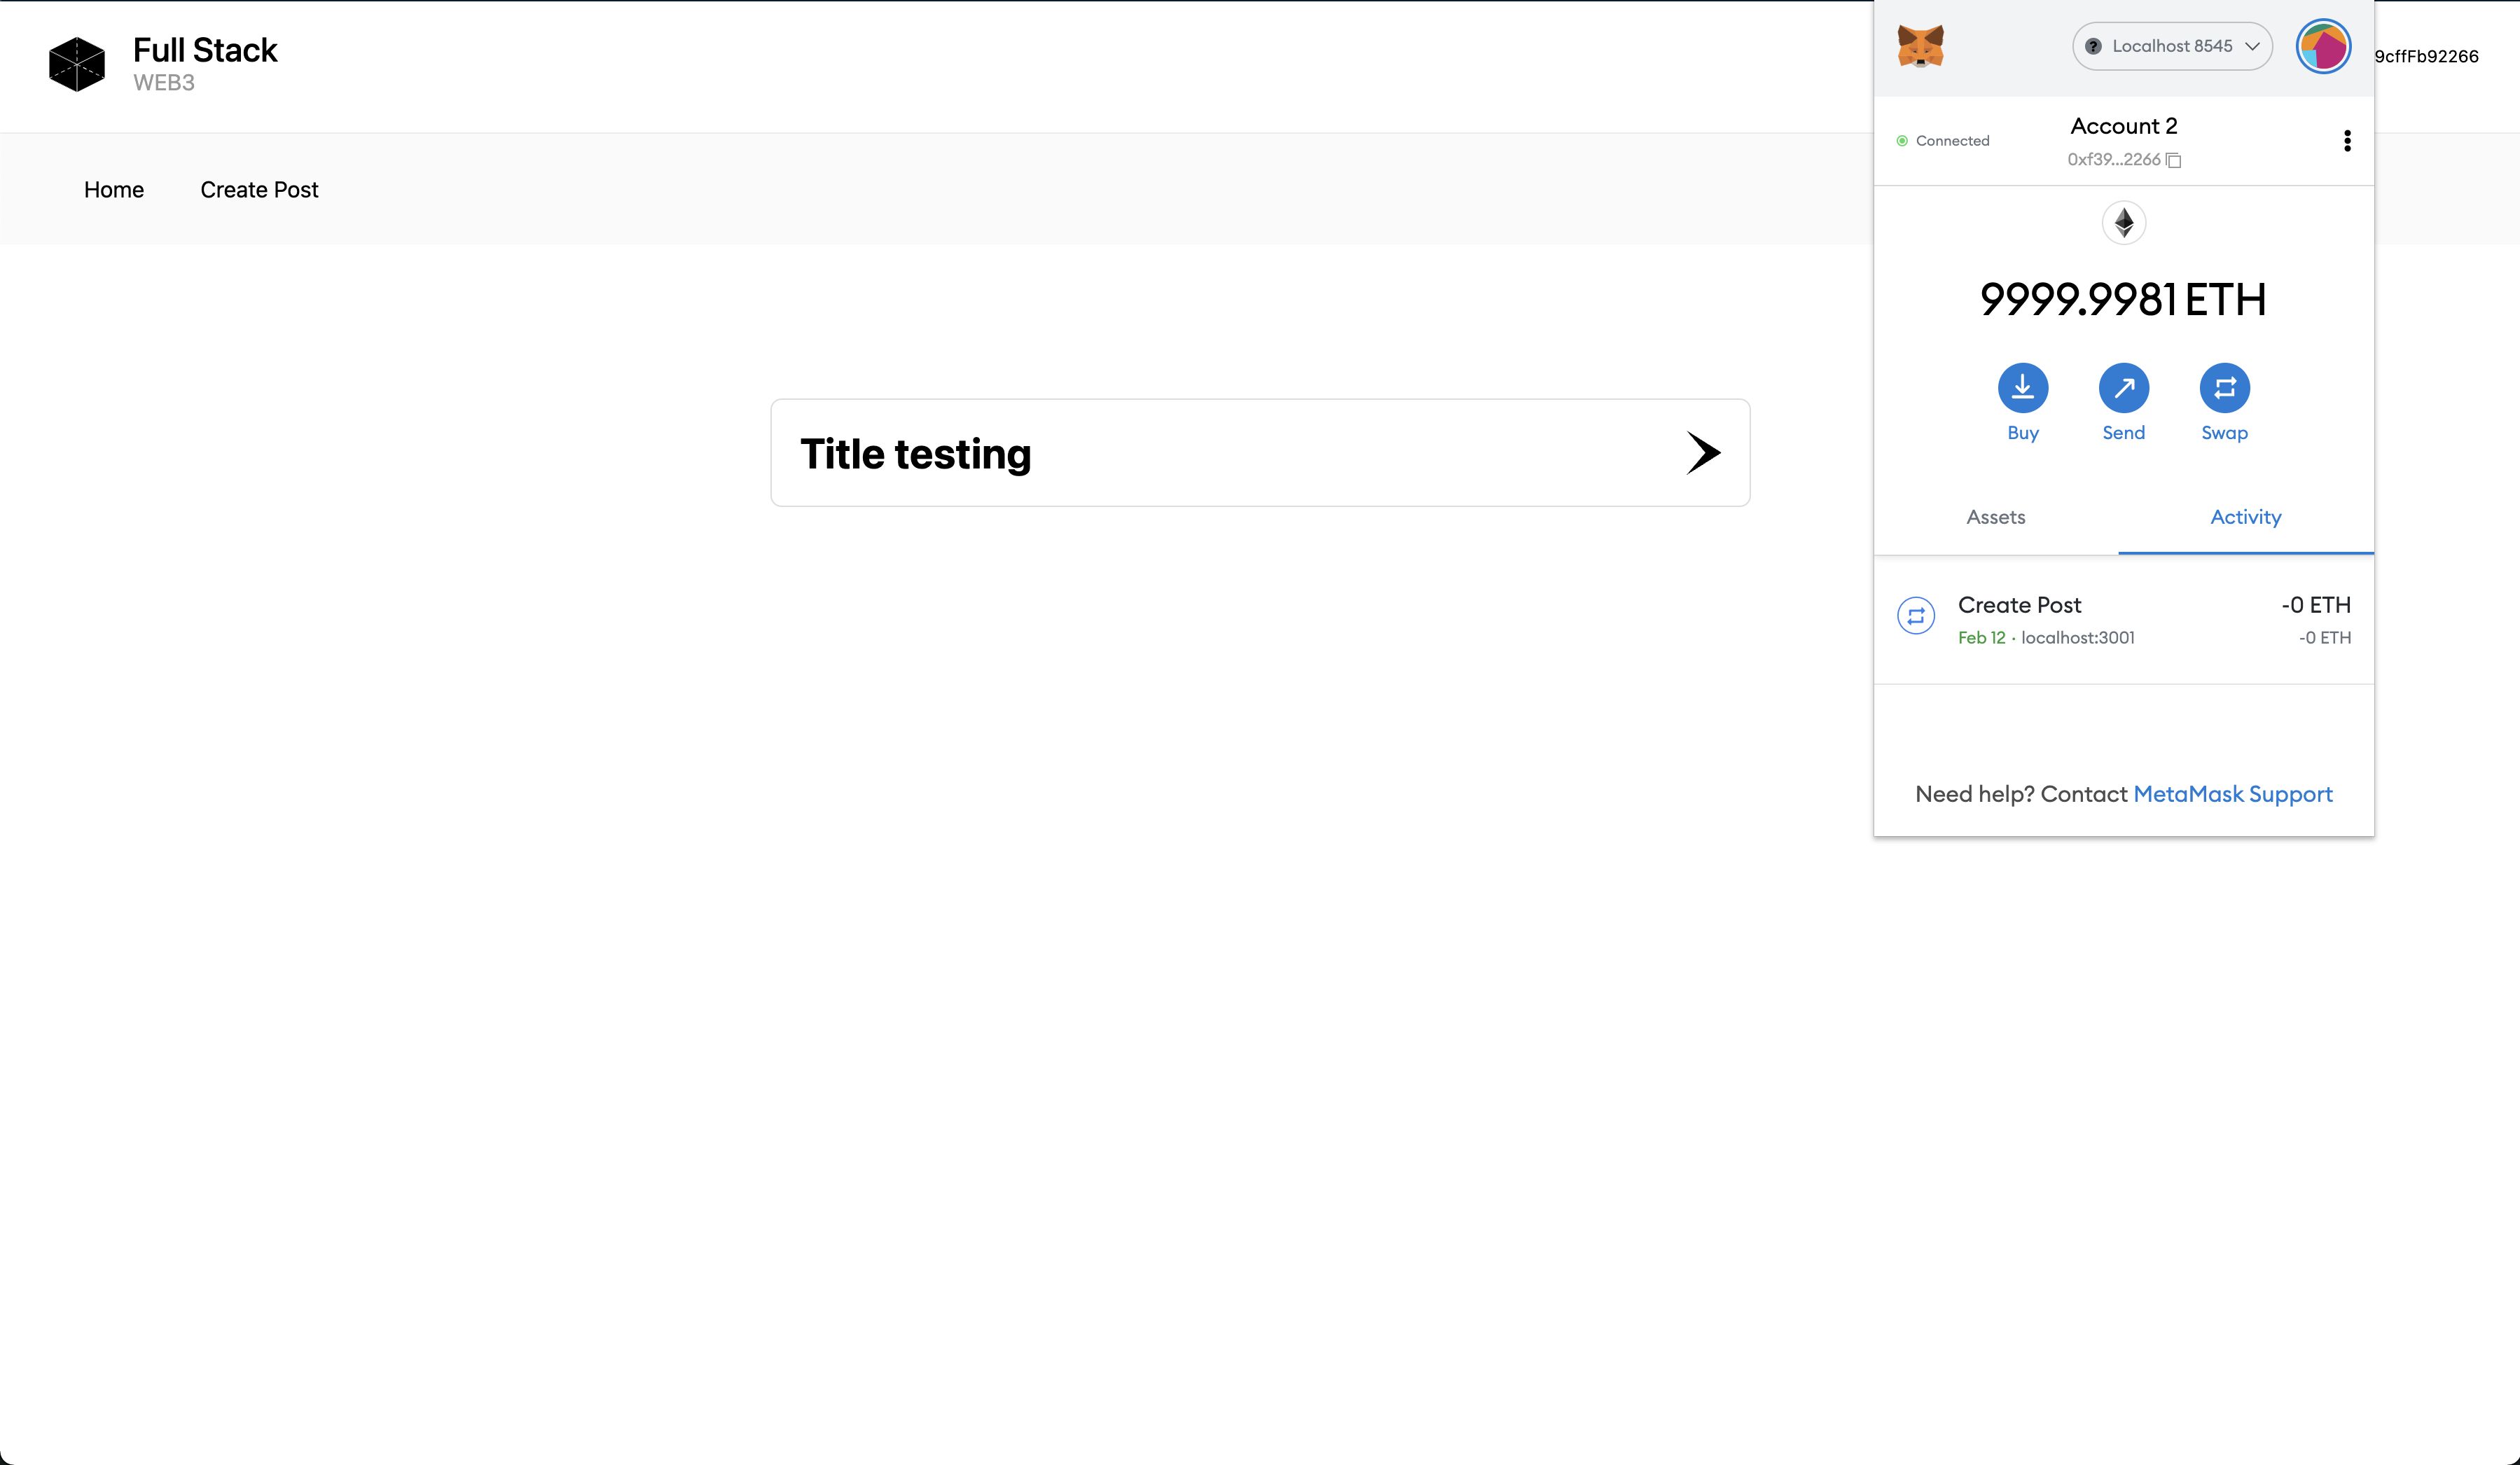 Full Stack
WEB3
9cffFb92266
Home
Create Post
Title testing
Localhost 8545
Connected
Account 2
0xf39...2266
9999.9981 ETH
Buy
Send
Swap
Assets
Activity
Create Post
-0 ETH
Feb 12 · localhost:3001
-0 ETH
Need help? Contact MetaMask Support